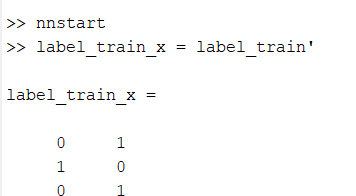 >> nnstart
>> label_train_x = label_train'
label_train_x =
0 1
1 0
0 1